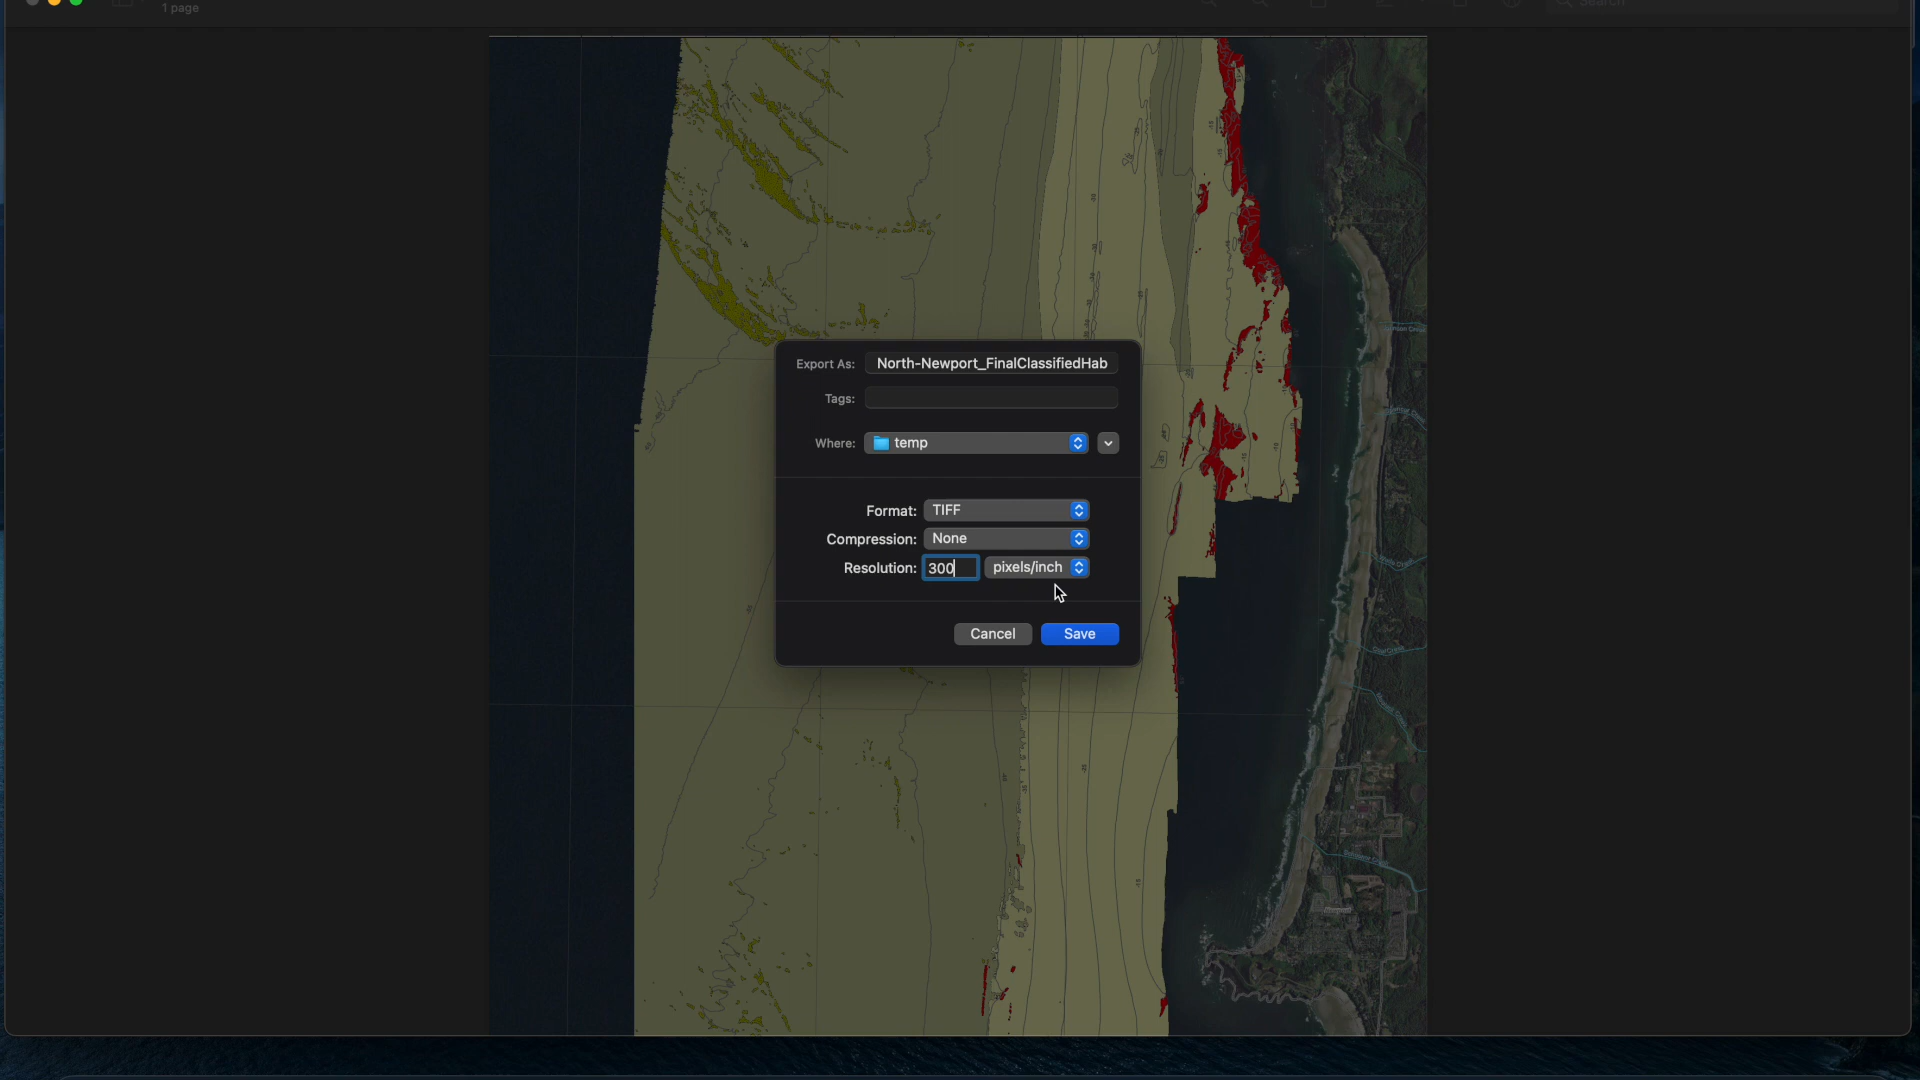 1 page
Search
Export As: North-Newport_FinalClassifiedHab
Tags:
Where: temp
Format: TIFF
Compression: None
Resolution: 300 pixels/inch
Cancel Save